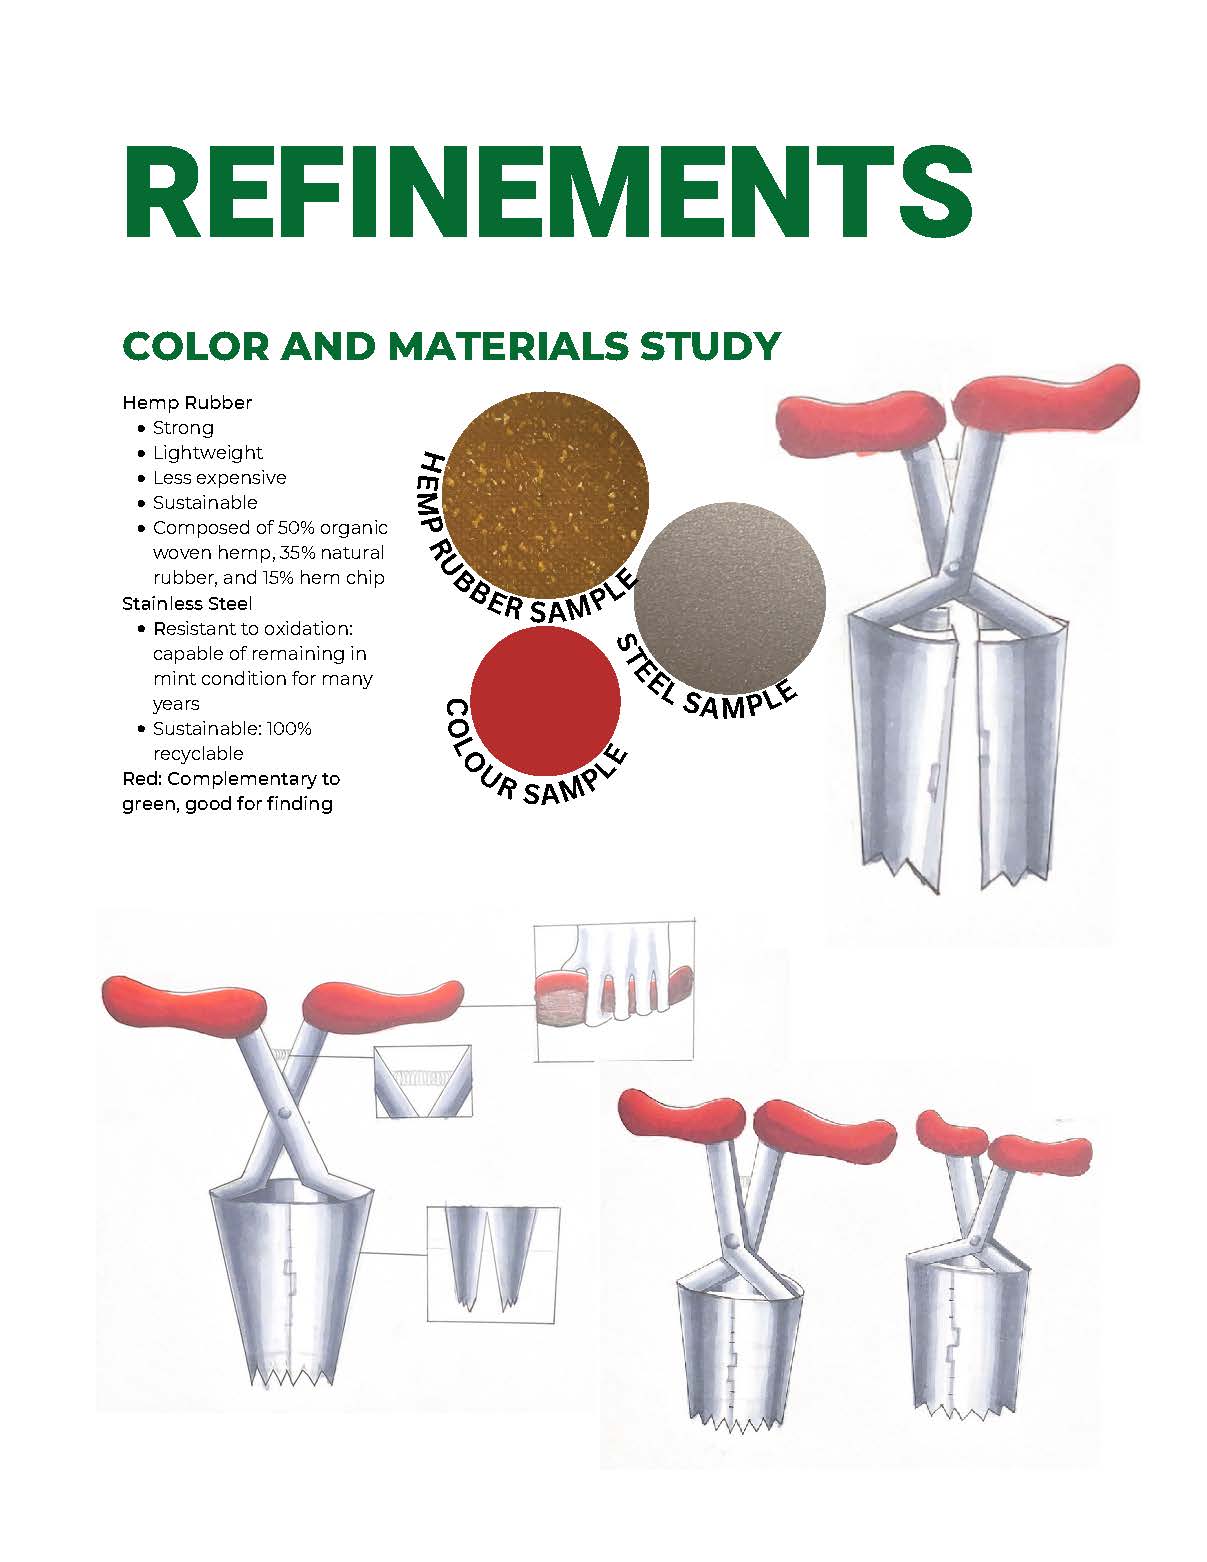 REFINEMENTS
COLOR AND MATERIALS STUDY
Hemp Rubber
• Strong
• Lightweight
• Less expensive
• Sustainable
• Composed of 50% organic
woven hemp, 35% natural
rubber, and 15% hem chip
Stainless Steel
• Resistant to oxidation:
capable of remaining in
mint condition for many
years
• Sustainable: 100%
recyclable
Red: Complementary to
green, good for finding
HEMP RUBBER SAMPLE
STEEL SAMPLE
COLOUR SAMPLE